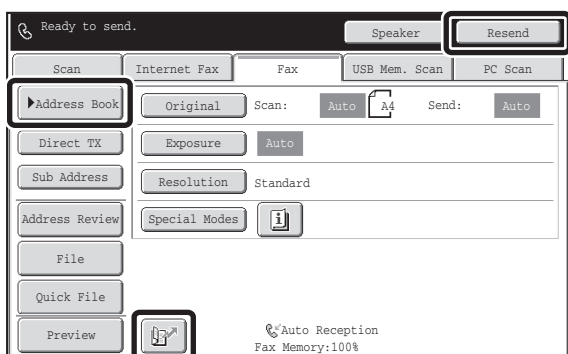 Ready to send.
Speaker
Resend
Scan
Internet Fax
Fax
USB Mem. Scan
PC Scan
Address Book
Original
Scan:
Auto
A4
Send:
Auto
Direct TX
Exposure
Auto
Sub Address
Resolution
Standard
Address Review
Special Modes
File
Quick File
Preview
Auto Reception
Fax Memory:100%